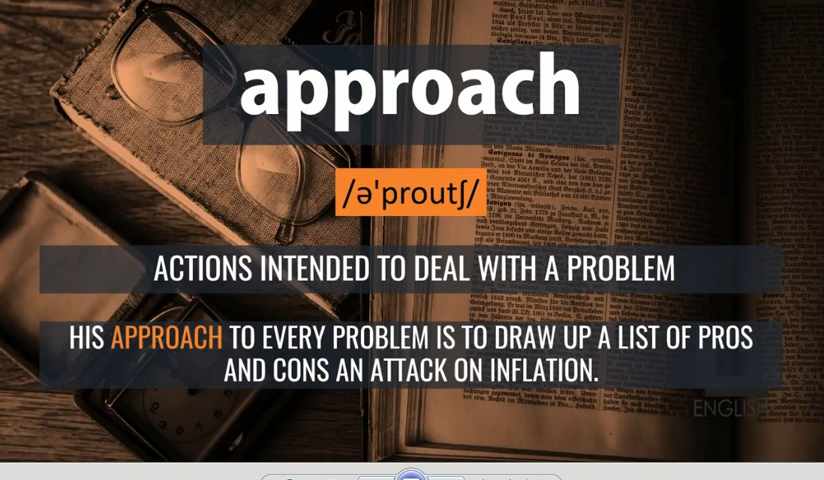 approach
/ə'proutʃ/
ACTIONS INTENDED TO DEAL WITH A PROBLEM
HIS APPROACH TO EVERY PROBLEM IS TO DRAW UP A LIST OF PROS
AND CONS AN ATTACK ON INFLATION.
ENGLISH